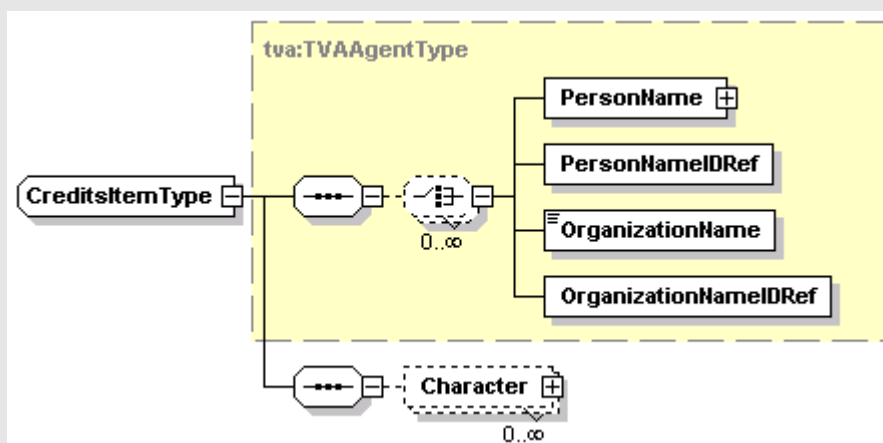 tva:TVAAgentType
PersonName
PersonNameIDRef
CreditsItemType
OrganizationName
0..∞
OrganizationNameIDRef
Character
0..∞